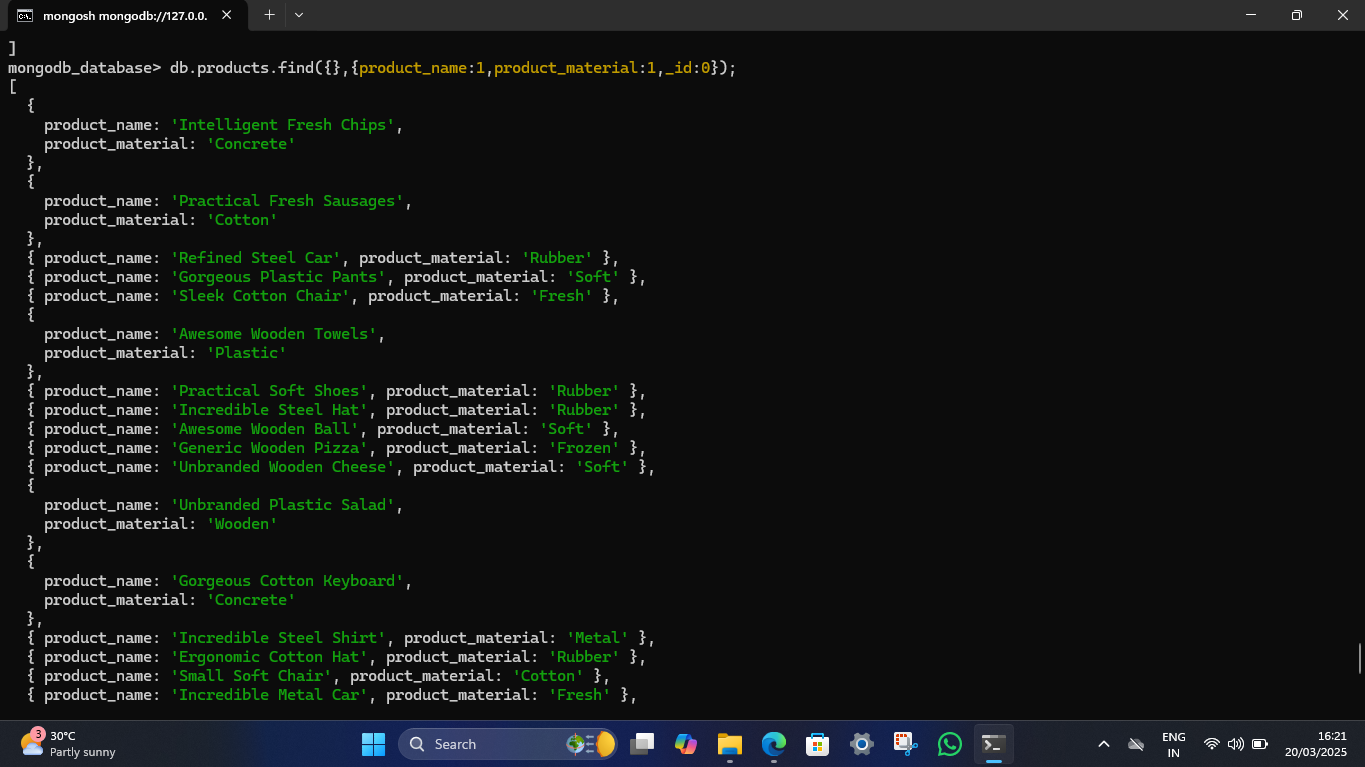 mongosh mongodb://127.0.0.
]
mongodb_database> db.products.find({},{product_name:1,product_material:1,_id:0});
[
  {
    product_name: 'Intelligent Fresh Chips',
    product_material: 'Concrete'
  },
  {
    product_name: 'Practical Fresh Sausages',
    product_material: 'Cotton'
  },
  { product_name: 'Refined Steel Car', product_material: 'Rubber' },
  { product_name: 'Gorgeous Plastic Pants', product_material: 'Soft' },
  { product_name: 'Sleek Cotton Chair', product_material: 'Fresh' },
  {
    product_name: 'Awesome Wooden Towels',
    product_material: 'Plastic'
  },
  { product_name: 'Practical Soft Shoes', product_material: 'Rubber' },
  { product_name: 'Incredible Steel Hat', product_material: 'Rubber' },
  { product_name: 'Awesome Wooden Ball', product_material: 'Soft' },
  { product_name: 'Generic Wooden Pizza', product_material: 'Frozen' },
  { product_name: 'Unbranded Wooden Cheese', product_material: 'Soft' },
  {
    product_name: 'Unbranded Plastic Salad',
    product_material: 'Wooden'
  },
  {
    product_name: 'Gorgeous Cotton Keyboard',
    product_material: 'Concrete'
  },
  { product_name: 'Incredible Steel Shirt', product_material: 'Metal' },
  { product_name: 'Ergonomic Cotton Hat', product_material: 'Rubber' },
  { product_name: 'Small Soft Chair', product_material: 'Cotton' },
  { product_name: 'Incredible Metal Car', product_material: 'Fresh' },
3
30°C
Partly sunny
Search
ENG
IN
16:21
20/03/2025